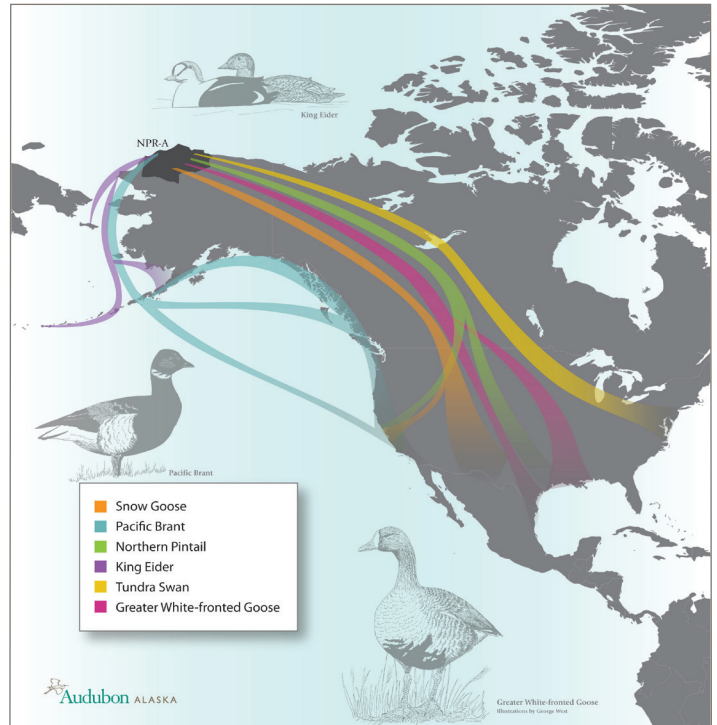 King Eider
NPR-A
Pacific Brant
Snow Goose
Pacific Brant
Northern Pintail
King Eider
Tundra Swan
Greater White-fronted Goose
Audubon ALASKA
Greater White-fronted Goose
Illustrations by George West